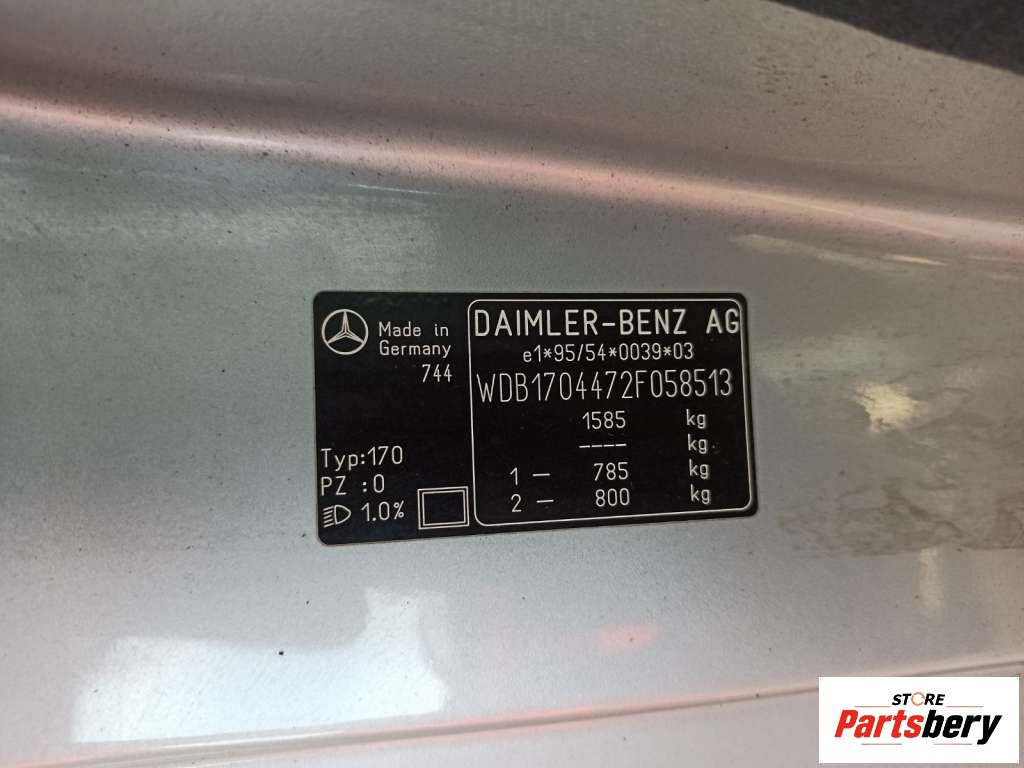 Made in
Germany
744
Typ:170
PZ :0
1.0%
DAIMLER-BENZ AG
e1*95/54*0039*03
WDB1704472F058513
1585 kg
---- kg
1 — 785 kg
2 — 800 kg
STORE
Partsbery